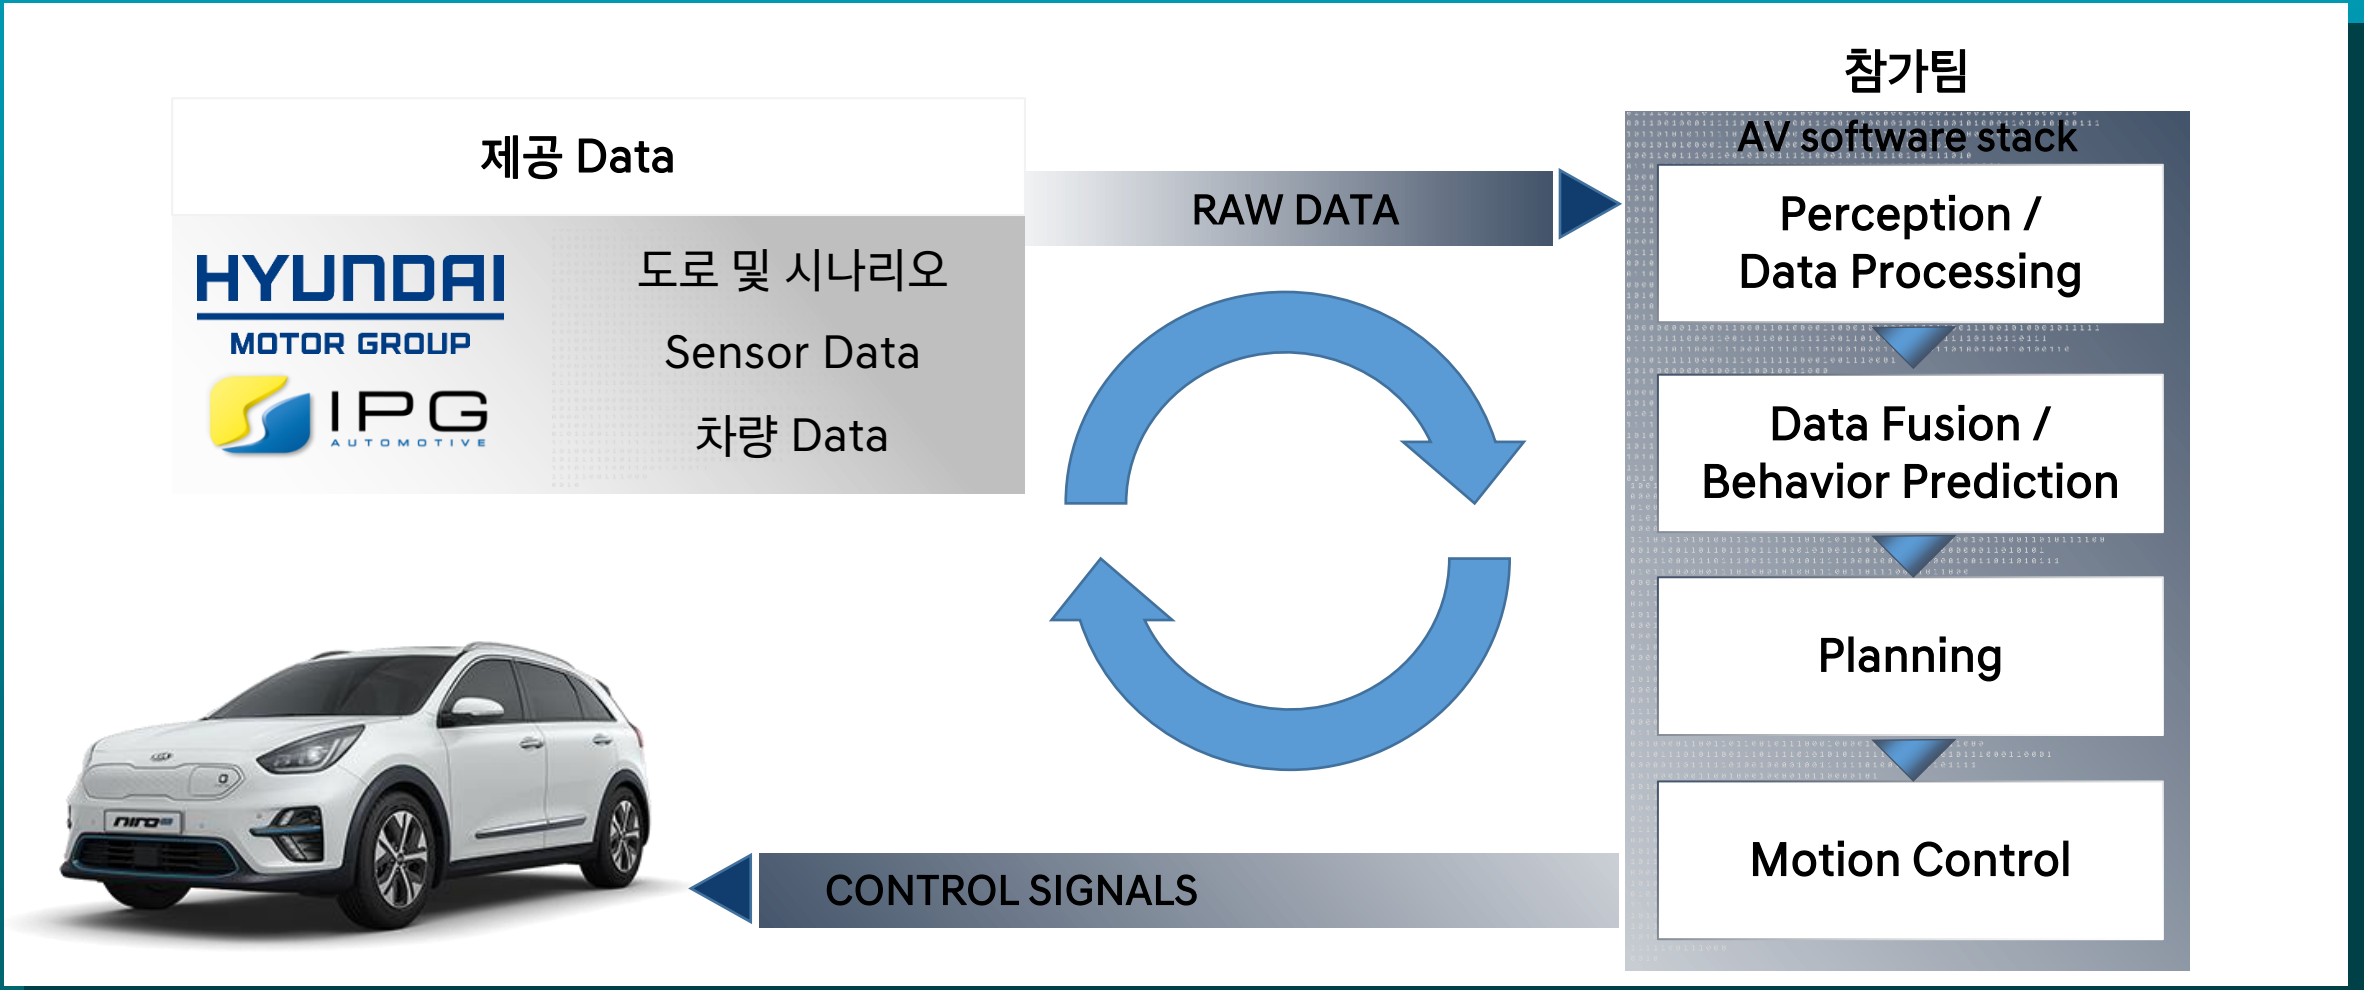 제공 Data
HYUNDAI
MOTOR GROUP
IPG
AUTOMOTIVE
도로 및 시나리오
Sensor Data
차량 Data
RAW DATA
참가팀
AV software stack
Perception /
Data Processing
Data Fusion /
Behavior Prediction
Planning
Motion Control
CONTROL SIGNALS
niro